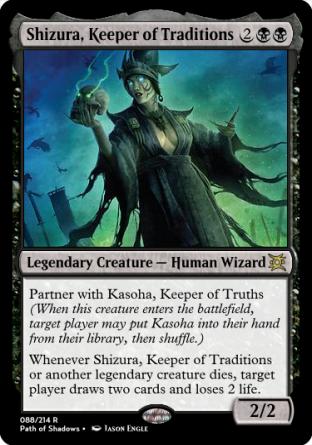 Shizura, Keeper of Traditions 2
Legendary Creature — Human Wizard
Partner with Kasoha, Keeper of Truths
(When this creature enters the battlefield,
target player may put Kasoha into their hand
from their library, then shuffle.)
Whenever Shizura, Keeper of Traditions
or another legendary creature dies, target
player draws two cards and loses 2 life.
2/2
088/214 R
Path of Shadows • Jason Engle